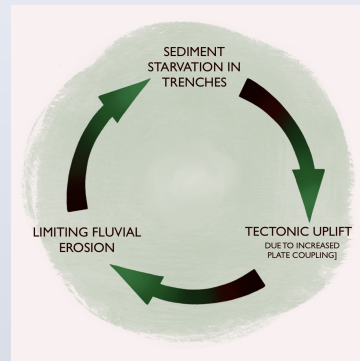 SEDIMENT
STARVATION IN
TRENCHES
TECTONIC UPLIFT
DUE TO INCREASED
PLATE COUPLING]
LIMITING FLUVIAL
EROSION